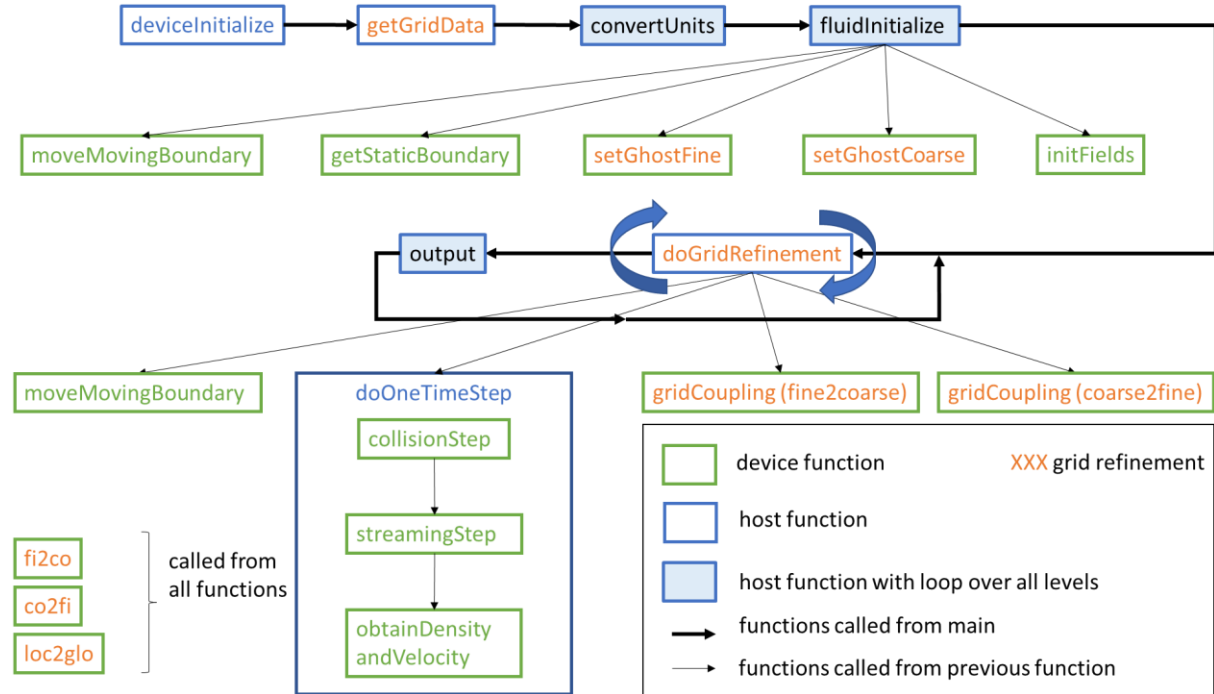 deviceInitialize
getGridData
convertUnits
fluidInitialize
moveMovingBoundary
getStaticBoundary
setGhostFine
setGhostCoarse
initFields
output
doGridRefinement
moveMovingBoundary
doOneTimeStep
gridCoupling (fine2coarse)
gridCoupling (coarse2fine)
collisionStep
streamingStep
obtainDensity
andVelocity
fi2co
co2fi
loc2glo
called from
all functions
device function
XXX grid refinement
host function
host function with loop over all levels
functions called from main
functions called from previous function